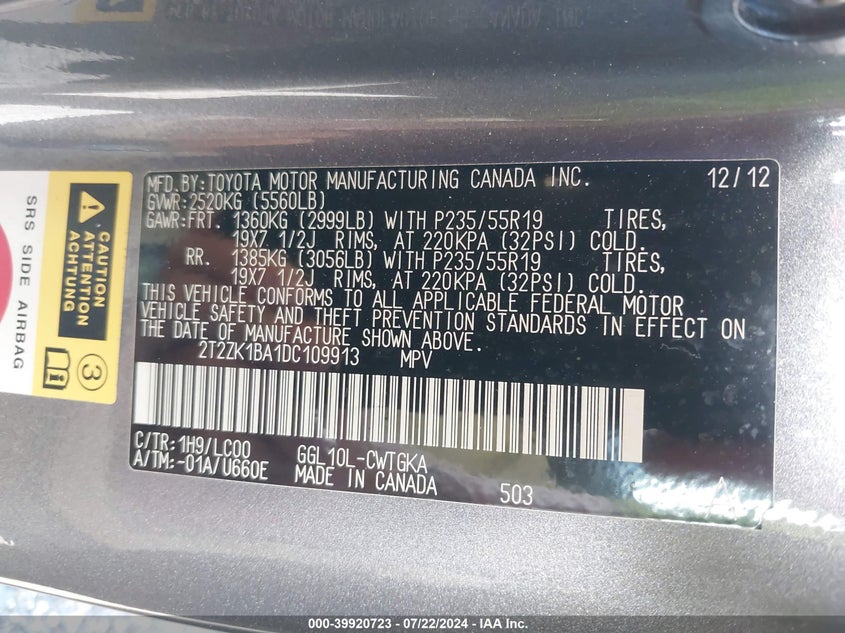 MFD. BY:TOYOTA MOTOR MANUFACTURING CANADA INC. 12/12
GVWR:2520KG (5560LB)
GAWR:FRT. 1360KG (2999LB) WITH P235/55R19 TIRES,
19X7 1/2J RIMS, AT 220KPA (32PSI) COLD.
RR. 1385KG (3056LB) WITH P235/55R19 TIRES,
19X7 1/2J RIMS, AT 220KPA (32PSI) COLD.
THIS VEHICLE CONFORMS TO ALL APPLICABLE FEDERAL MOTOR
VEHICLE SAFETY AND THEFT PREVENTION STANDARDS IN EFFECT ON
THE DATE OF MANUFACTURE SHOWN ABOVE.
2T2ZK1BA1DC109913 MPV
C/TR:1H9/LC00 GGL10L-CWTGKA
A/TM:-01A/U660E MADE IN CANADA 503
SRS SIDE AIRBAG
CAUTION
ATTENTION
ACHTUNG
3
000-39920723 - 07/22/2024 - IAA Inc.